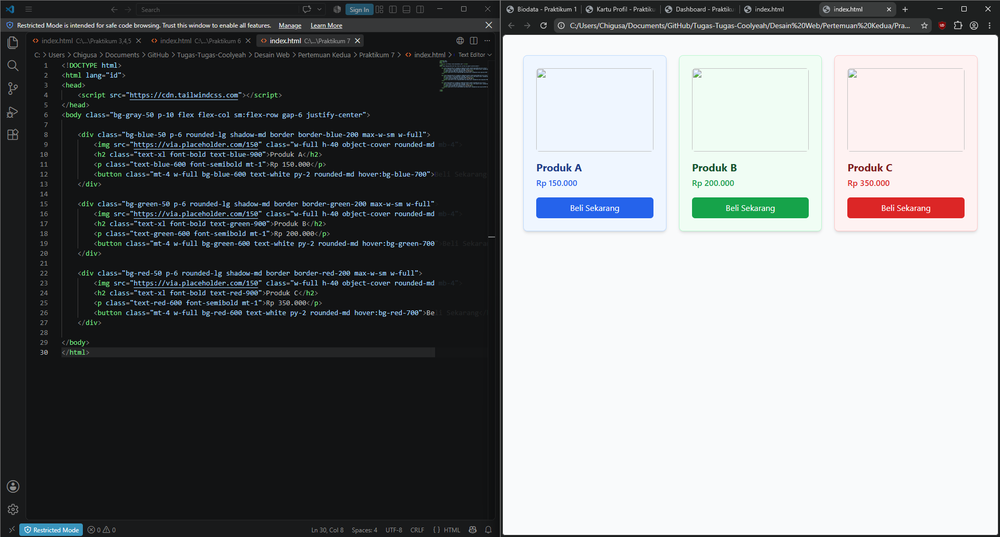 Search
Sign In
Restricted Mode is intended for safe code browsing. Trust this window to enable all features. Manage Learn More
index.html C:\...\Praktikum 3,4,5
index.html C:\...\Praktikum 6
index.html C:\...\Praktikum 7
C: > Users > Chigusa > Documents > GitHub > Tugas-Tugas-Coolyeah > Desain Web > Pertemuan Kedua > Praktikum 7 > index.html > Text Editor
1 <!DOCTYPE html>
2 <html lang="id">
3 <head>
4 <script src="https://cdn.tailwindcss.com"></script>
5 </head>
6 <body class="bg-gray-50 p-10 flex flex-col sm:flex-row gap-6 justify-center">
7
8 <div class="bg-blue-50 p-6 rounded-lg shadow-md border border-blue-200 max-w-sm w-full">
9 <img src="https://via.placeholder.com/150" class="w-full h-40 object-cover rounded-md mb-4">
10 <h2 class="text-xl font-bold text-blue-900">Produk A</h2>
11 <p class="text-blue-600 font-semibold mt-1">Rp 150.000</p>
12 <button class="mt-4 w-full bg-blue-600 text-white py-2 rounded-md hover:bg-blue-700">Beli Sekarang
13 </div>
14
15 <div class="bg-green-50 p-6 rounded-lg shadow-md border border-green-200 max-w-sm w-full"
16 <img src="https://via.placeholder.com/150" class="w-full h-40 object-cover rounded-md mb-4">
17 <h2 class="text-xl font-bold text-green-900">Produk B</h2>
18 <p class="text-green-600 font-semibold mt-1">Rp 200.000</p>
19 <button class="mt-4 w-full bg-green-600 text-white py-2 rounded-md hover:bg-green-700">Beli Sekara
20 </div>
21
22 <div class="bg-red-50 p-6 rounded-lg shadow-md border border-red-200 max-w-sm w-full">
23 <img src="https://via.placeholder.com/150" class="w-full h-40 object-cover rounded-md mb-4">
24 <h2 class="text-xl font-bold text-red-900">Produk C</h2>
25 <p class="text-red-600 font-semibold mt-1">Rp 350.000</p>
26 <button class="mt-4 w-full bg-red-600 text-white py-2 rounded-md hover:bg-red-700">Beli Sekarang</
27 </div>
28
29 </body>
30 </html>
Restricted Mode 0 0 Ln 30, Col 8 Spaces: 4 UTF-8 CRLF { } HTML
Biodata - Praktikum 1
Kartu Profil - Praktiku
Dashboard - Praktiku
index.html
index.html
C:/Users/Chigusa/Documents/GitHub/Tugas-Tugas-Coolyeah/Desain%20Web/Pertemuan%20Kedua/Pra...
Produk A
Rp 150.000
Beli Sekarang
Produk B
Rp 200.000
Beli Sekarang
Produk C
Rp 350.000
Beli Sekarang